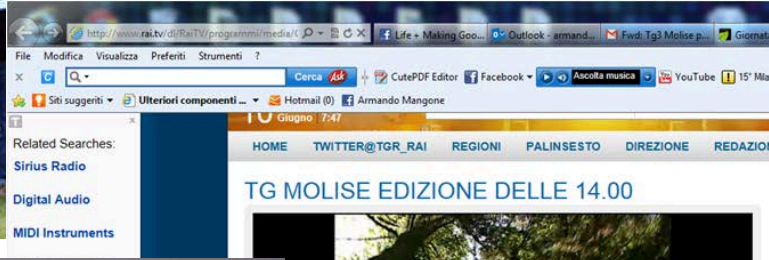 http://www.rai.tv/dl/RaiTV/programmi/media/(
Life + Making Goo...
Outlook - armand...
Fwd: Tg3 Molise p...
Giornat
File Modifica Visualizza Preferiti Strumenti ?
Cerca Ask CutePDF Editor Facebook Ascolta musica YouTube 15° Mila
Siti suggeriti Ulteriori componenti ... Hotmail (0) Armando Mangone
Giugno 7:47
Related Searches:
HOME TWITTER@TGR_RAI REGIONI PALINSESTO DIREZIONE REDAZION
Sirius Radio
TG MOLISE EDIZIONE DELLE 14.00
Digital Audio
MIDI Instruments